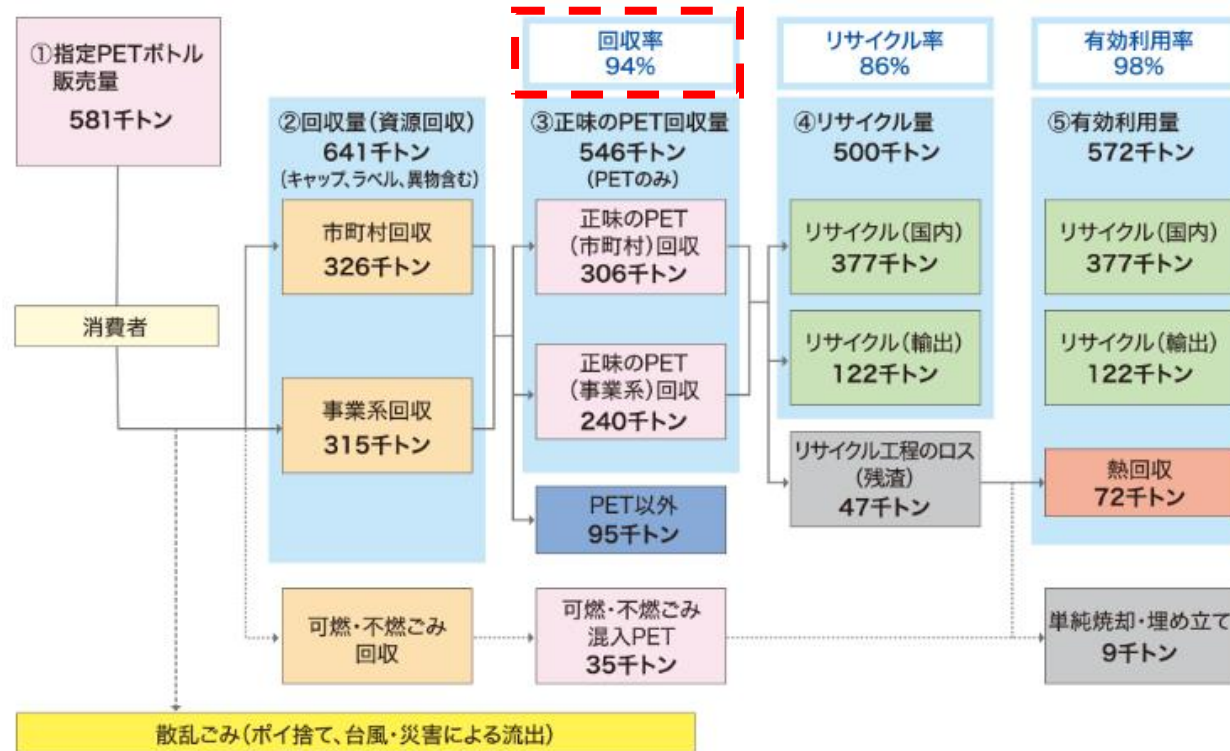 ①指定PETボトル
販売量
581千トン
回収率
94%
リサイクル率
86%
有効利用率
98%
②回収量(資源回収)
641千トン
(キャップ、ラベル、異物含む)
③正味のPET回収量
546千トン
(PETのみ)
④リサイクル量
500千トン
⑤有効利用量
572千トン
市町村回収
326千トン
正味のPET
(市町村)回収
306千トン
リサイクル(国内)
377千トン
リサイクル(国内)
377千トン
消費者
事業系回収
315千トン
正味のPET
(事業系)回収
240千トン
リサイクル(輸出)
122千トン
リサイクル(輸出)
122千トン
PET以外
95千トン
リサイクル工程のロス
(残渣)
47千トン
熱回収
72千トン
可燃・不燃ごみ
回収
可燃・不燃ごみ
混入PET
35千トン
単純焼却・埋め立て
9千トン
散乱ごみ(ポイ捨て、台風・災害による流出)